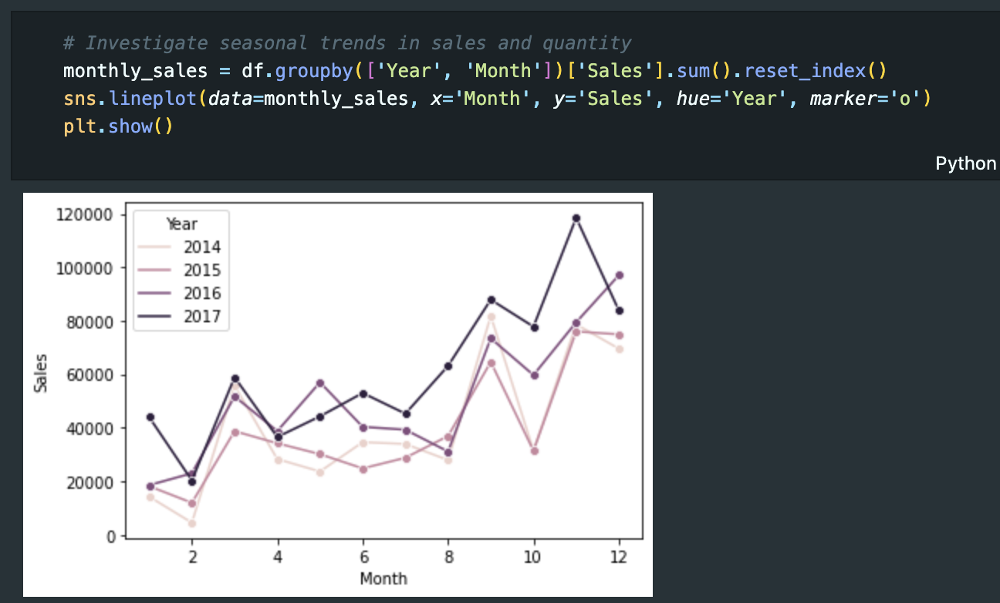 # Investigate seasonal trends in sales and quantity
monthly_sales = df.groupby(['Year', 'Month'])['Sales'].sum().reset_index()
sns.lineplot(data=monthly_sales, x='Month', y='Sales', hue='Year', marker='o')
plt.show()
Python
120000
100000
80000
60000
40000
20000
0
Sales
Year
2014
2015
2016
2017
2 4 6 8 10 12
Month